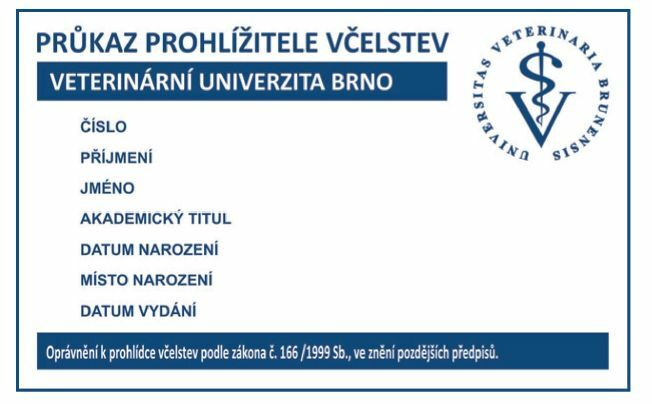 PRŮKAZ PROHLÍŽITELE VČELSTEV
VETERINÁRNÍ UNIVERZITA BRNO
UNIVERSITAS VETERINARIA BRUNENSIS
ČÍSLO
PŘÍJMENÍ
JMÉNO
AKADEMICKÝ TITUL
DATUM NAROZENÍ
MÍSTO NAROZENÍ
DATUM VYDÁNÍ
Oprávnění k prohlídce včelstev podle zákona č. 166 /1999 Sb., ve znění pozdějších předpisů.